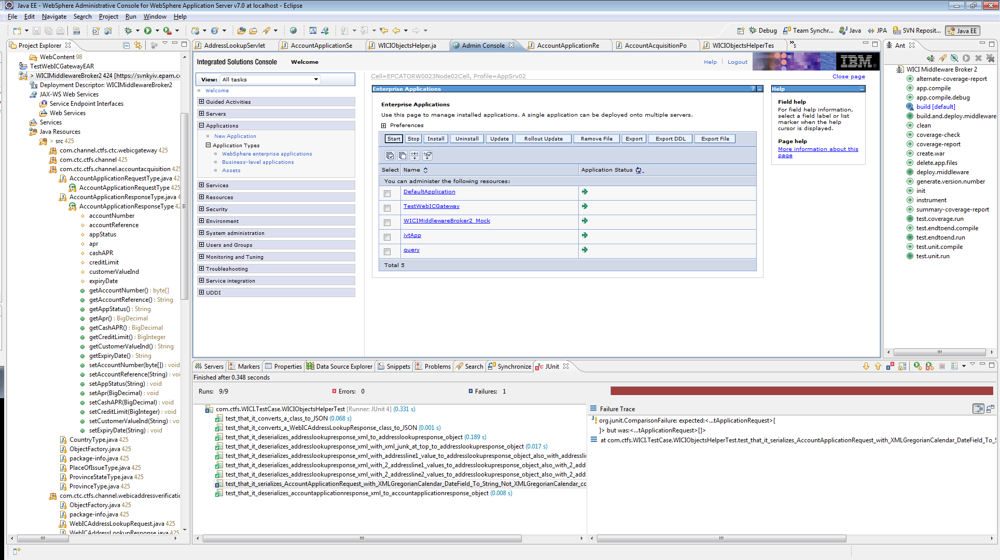 Java EE - WebSphere Administrative Console for WebSphere Application Server v7.0 at localhost - Eclipse
File Edit Navigate Search Project Run Window Help
Debug Team Synchr... Java JPA SVN Reposit... Java EE
Project Explorer
WebContent 98
TestWebICGatewayEAR
> WICIMiddlewareBroker2 424 [https://svnkyiv.epam.c
Deployment Descriptor: WICIMiddlewareBroker2
JAX-WS Web Services
Service Endpoint Interfaces
Web Services
Services
Java Resources
> src 425
com.channel.ctfs.ctc.webicgateway 425
com.ctc.ctfs.channel 425
com.ctc.ctfs.channel.accountacquisition 425
AccountApplicationRequestType.java 42
AccountApplicationRequestType 425
AccountApplicationResponseType.java 4
AccountApplicationResponseType 42
accountNumber
accountReference
appStatus
apr
cashAPR
creditLimit
customerValueInd
expiryDate
getAccountNumber() : byte[]
getAccountReference() : String
getAppStatus() : String
getApr() : BigDecimal
getCashAPR() : BigDecimal
getCreditLimit() : BigInteger
getCustomerValueInd() : String
getExpiryDate() : String
setAccountNumber(byte[]) : void
setAccountReference(String) : voi
setAppStatus(String) : void
setApr(BigDecimal) : void
setCashAPR(BigDecimal) : void
setCreditLimit(BigInteger) : void
setCustomerValueInd(String) : vo
setExpiryDate(String) : void
CountryType.java 425
ObjectFactory.java 425
package-info.java 425
PlaceOfIssueType.java 425
ProvinceStateType.java 425
ProvinceType.java 425
com.ctc.ctfs.channel.webicaddressverificatic
ObjectFactory.java 425
package-info.java 425
WebICAddressLookupRequest.java 425
WebICAddressLookupResponse.java 425
AddressLookupServlet AccountApplicationSe WICIObjectsHelper.ja Admin Console AccountApplicationRe AccountAcquisitionPo WICIObjectsHelperTes »5
Integrated Solutions Console Welcome Help | Logout IBM
View: All tasks
Welcome
Guided Activities
Servers
Applications
New Application
Application Types
WebSphere enterprise applications
Business-level applications
Assets
Services
Resources
Security
Environment
System administration
Users and Groups
Monitoring and Tuning
Troubleshooting
Service integration
UDDI
Cell=EPCATORW0023Node02Cell, Profile=AppSrv02 Close page
Enterprise Applications ?
Enterprise Applications
Use this page to manage installed applications. A single application can be deployed onto multiple servers.
Preferences
Start Stop Install Uninstall Update Rollout Update Remove File Export Export DDL Export File
Select Name Application Status
You can administer the following resources:
DefaultApplication
TestWebICGateway
WICIMiddlewareBroker2_Mock
ivtApp
query
Total 5
Help
Field help
For field help information,
select a field label or list
marker when the help
cursor is displayed.
Page help
More information about this
page
Ant
WICI Middleware Broker 2
alternate-coverage-report
app.compile
app.compile.debug
build [default]
build.and.deploy.middleware
clean
coverage-check
coverage-report
create.war
delete.app.files
deploy.middleware
generate.version.number
init
instrument
summary-coverage-report
test.coverage.run
test.endtoend.compile
test.endtoend.run
test.unit.compile
test.unit.run
Servers Markers Properties Data Source Explorer Snippets Problems Search Synchronize JUnit
Finished after 0.348 seconds
Runs: 9/9 Errors: 0 Failures: 1
com.ctfs.WICI.TestCase.WICIObjectsHelperTest [Runner: JUnit 4] (0.331 s)
test_that_it_converts_a_class_to_JSON (0.068 s)
test_that_it_converts_a_WebICAddressLookupResponse_class_to_JSON (0.001 s)
test_that_it_deserializes_addresslookupresponse_xml_to_addresslookupresponse_object (0.189 s)
test_that_it_deserializes_addresslookupresponse_xml_with_xml_junk_at_top_to_addresslookupresponse_object (0.017 s)
test_that_it_deserializes_addresslookupresponse_xml_with_addressline1_value_to_addresslookupresponse_object_also_with_addresslin
test_that_it_deserializes_addresslookupresponse_xml_with_2_addressline1_values_to_addresslookupresponse_object_also_with_2_add
test_that_it_deserializes_addresslookupresponse_xml_with_2_addressline2_values_to_addresslookupresponse_object_also_with_2_add
test_that_it_serializes_AccountApplicationRequest_with_XMLGregorianCalendar_DateField_To_String_Not_XMLGregorianCalendar_co
test_that_it_deserializes_accountapplicationresponse_xml_to_accountapplicationresponse_object (0.008 s)
Failure Trace
org.junit.ComparisonFailure: expected:<...tApplicationRequest>[
]> but was:<...tApplicationRequest>[]>
at com.ctfs.WICI.TestCase.WICIObjectsHelperTest.test_that_it_serializes_AccountApplicationRequest_with_XMLGregorianCalendar_DateField_To_S